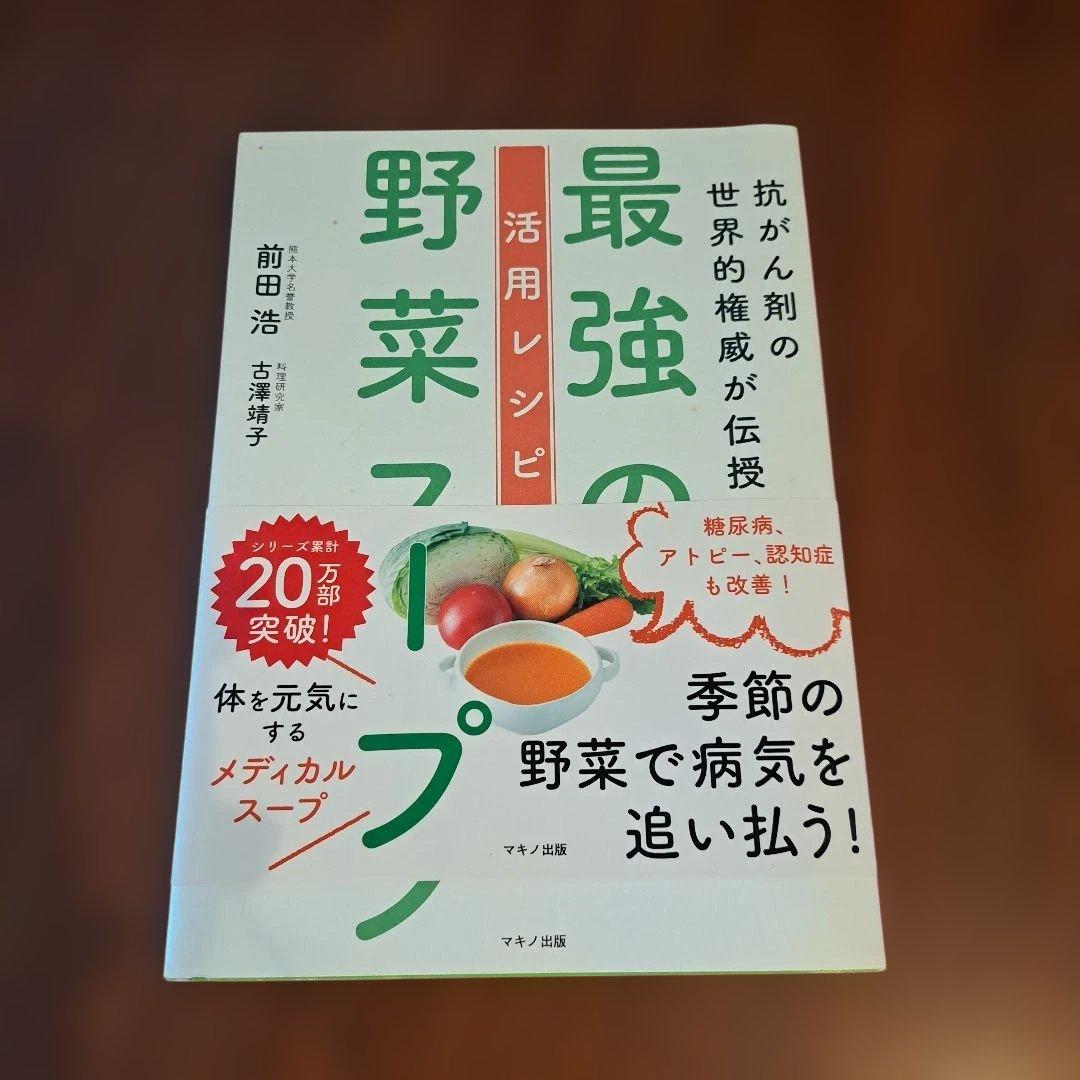 抗がん剤の
世界的権威が伝授
最強の
活用レシピ
野菜スープ
熊本大学名誉教授
前田 浩
料理研究家
古澤靖子
シリーズ累計
20万部
突破!
糖尿病、
アトピー、認知症
も改善!
体を元気に
する
メディカル
スープ
季節の
野菜で病気を
追い払う!
マキノ出版
マキノ出版